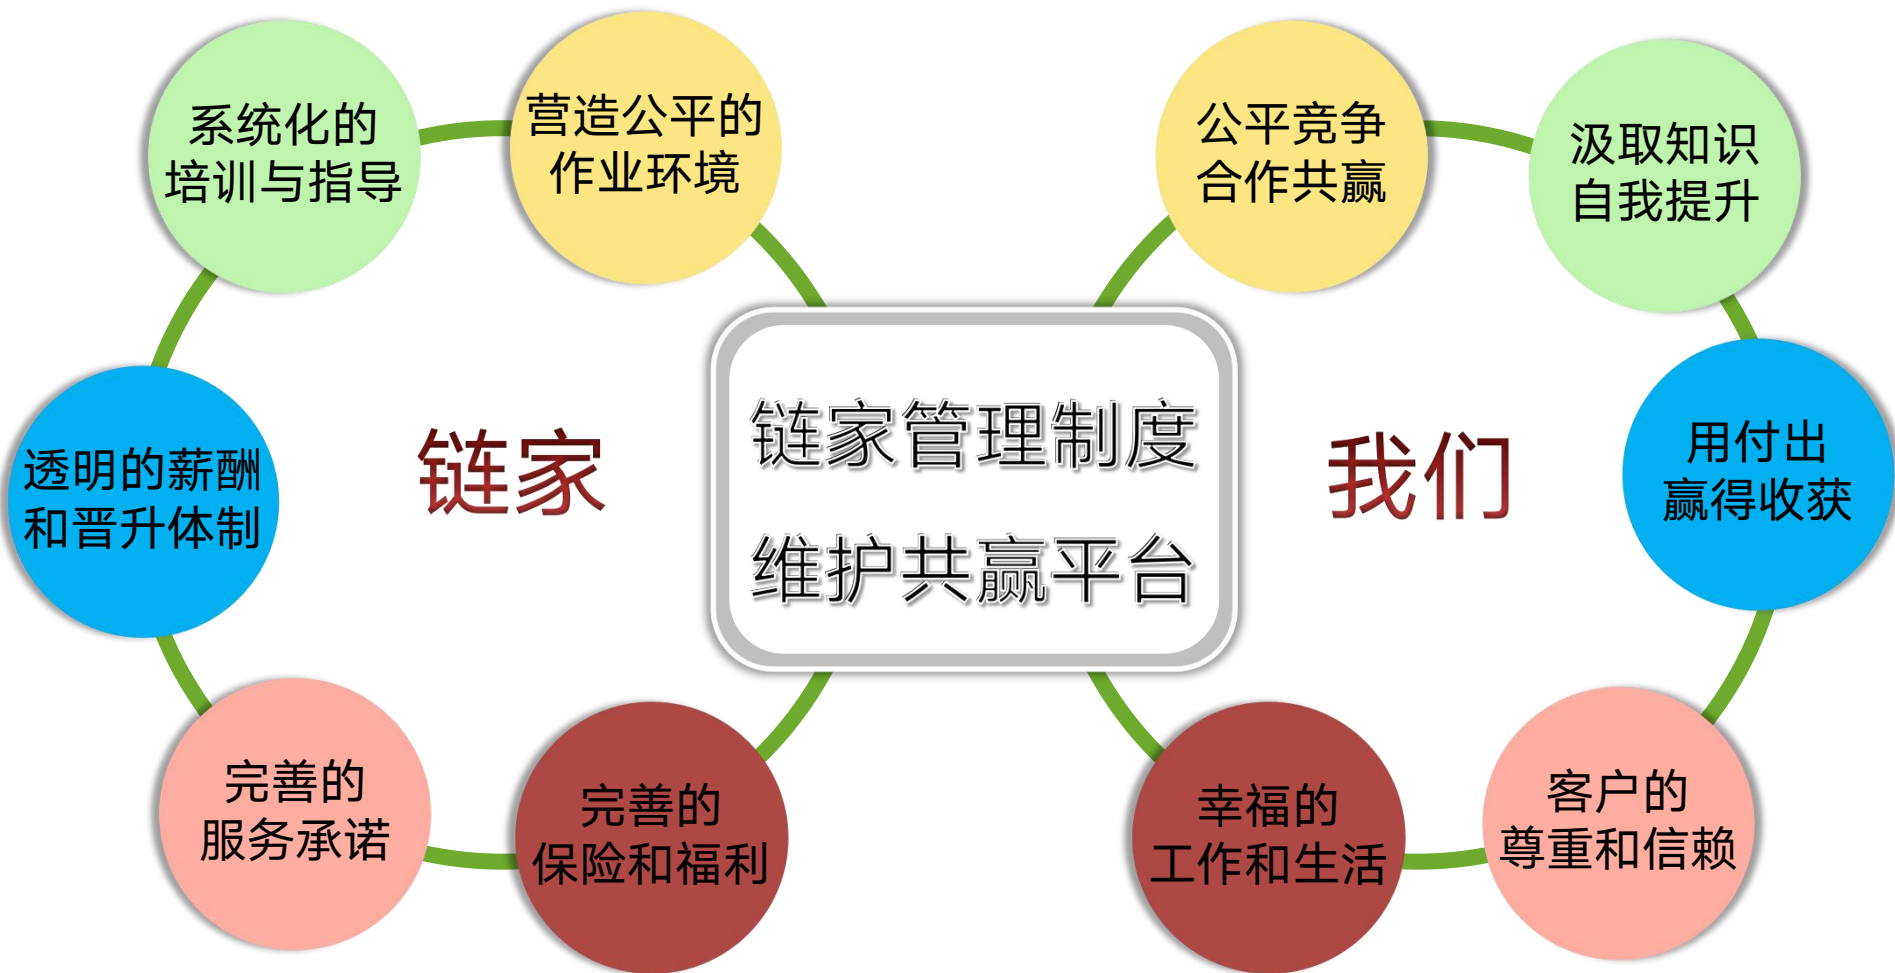 系统化的
培训与指导
营造公平的
作业环境
透明的薪酬
和晋升体制
链家
完善的
服务承诺
完善的
保险和福利
链家管理制度
维护共赢平台
公平竞争
合作共赢
汲取知识
自我提升
我们
用付出
赢得收获
幸福的
工作和生活
客户的
尊重和信赖